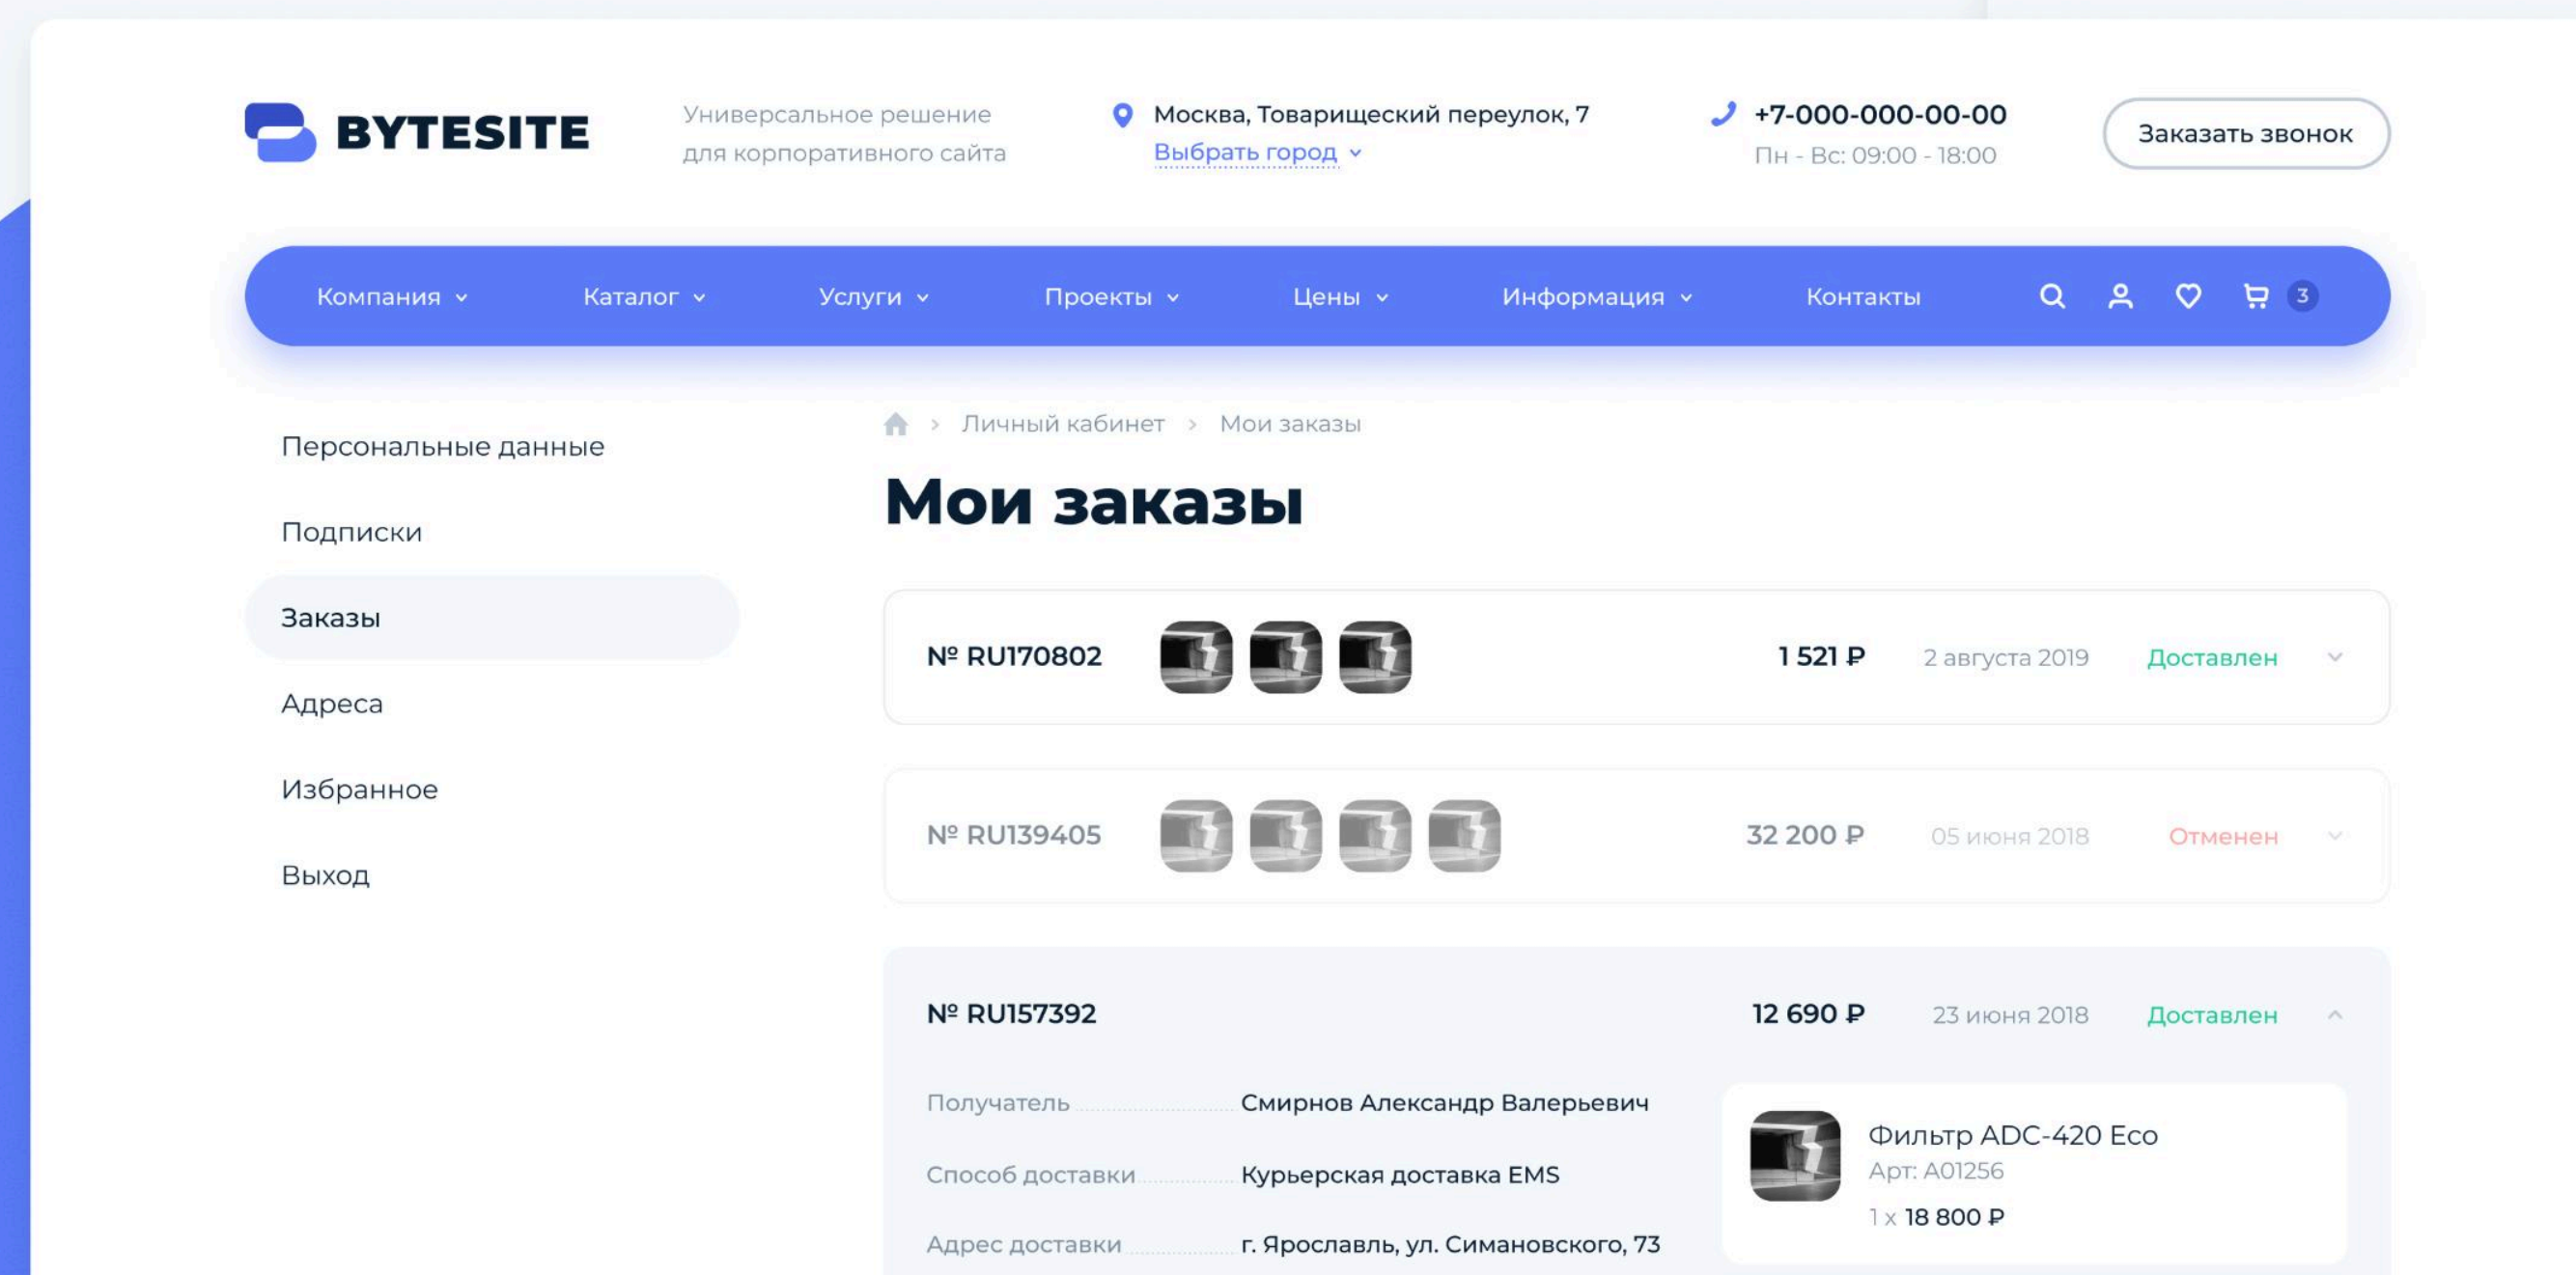 BYTESITE
Универсальное решение
для корпоративного сайта
Москва, Товарищеский переулок, 7
Выбрать город
+7-000-000-00-00
Пн - Вс: 09:00 - 18:00
Заказать звонок
Компания Каталог Услуги Проекты Цены Информация Контакты 3
Персональные данные
Подписки
Заказы
Адреса
Избранное
Выход
Личный кабинет > Мои заказы
Мои заказы
№ RU170802 1 521 ₽ 2 августа 2019 Доставлен
№ RU139405 32 200 ₽ 05 июня 2018 Отменен
№ RU157392 12 690 ₽ 23 июня 2018 Доставлен
Получатель Смирнов Александр Валерьевич
Способ доставки Курьерская доставка EMS
Адрес доставки г. Ярославль, ул. Симановского, 73
Фильтр ADC-420 Eco
Арт: A01256
1 x 18 800 ₽